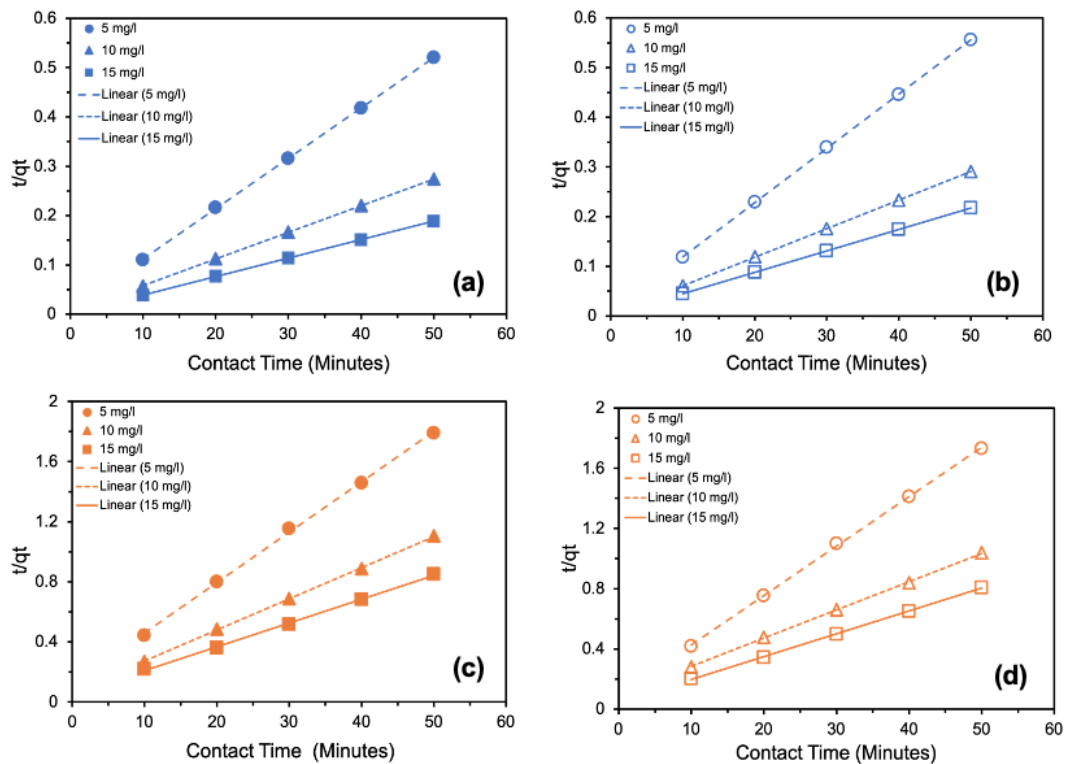 0.6
0.5
0.4
0.3
0.2
0.1
0
t/qt
5 mg/l
10 mg/l
15 mg/l
Linear (5 mg/l)
Linear (10 mg/l)
Linear (15 mg/l)
(a)
0 10 20 30 40 50 60
Contact Time (Minutes)
0.6
0.5
0.4
0.3
0.2
0.1
0
t/qt
5 mg/l
10 mg/l
15 mg/l
Linear (5 mg/l)
Linear (10 mg/l)
Linear (15 mg/l)
(b)
0 10 20 30 40 50 60
Contact Time (Minutes)
2
1.6
1.2
0.8
0.4
0
t/qt
5 mg/l
10 mg/l
15 mg/l
Linear (5 mg/l)
Linear (10 mg/l)
Linear (15 mg/l)
(c)
0 10 20 30 40 50 60
Contact Time (Minutes)
2
1.6
1.2
0.8
0.4
0
t/qt
5 mg/l
10 mg/l
15 mg/l
Linear (5 mg/l)
Linear (10 mg/l)
Linear (15 mg/l)
(d)
0 10 20 30 40 50 60
Contact Time (Minutes)